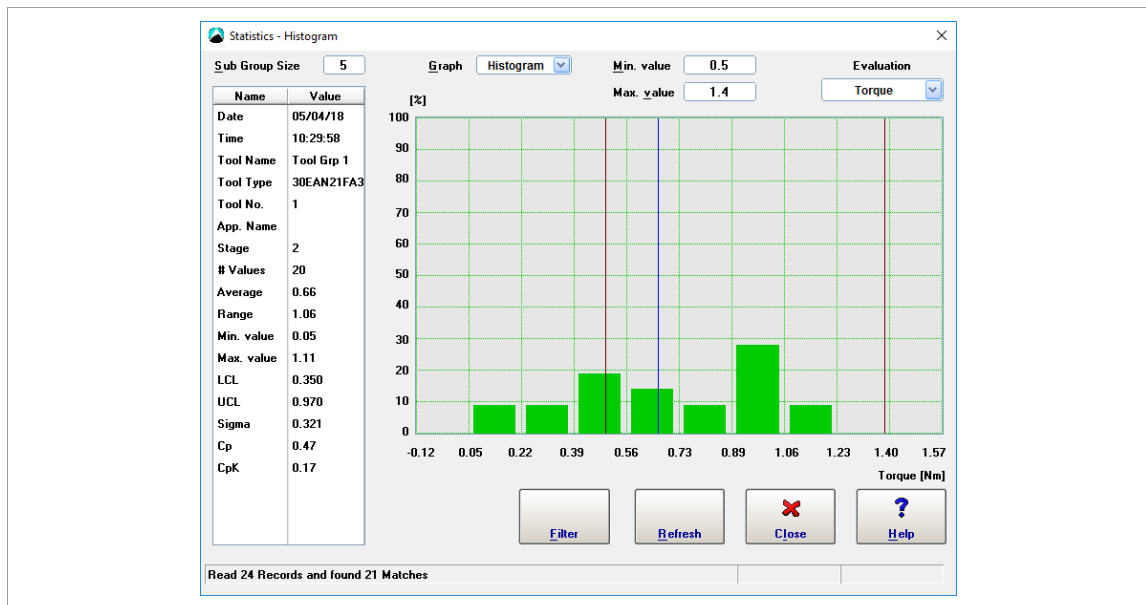 Statistics - Histogram
Sub Group Size 5 Graph Histogram Min. value 0.5 Evaluation
Max. value 1.4 Torque
Name Value
Date 05/04/18
Time 10:29:58
Tool Name Tool Grp 1
Tool Type 30EAN21FA3
Tool No. 1
App. Name
Stage 2
# Values 20
Average 0.66
Range 1.06
Min. value 0.05
Max. value 1.11
LCL 0.350
UCL 0.970
Sigma 0.321
Cp 0.47
CpK 0.17
[%]
100
90
80
70
60
50
40
30
20
10
0
-0.12 0.05 0.22 0.39 0.56 0.73 0.89 1.06 1.23 1.40 1.57
Torque [Nm]
?
Filter Refresh Close Help
Read 24 Records and found 21 Matches